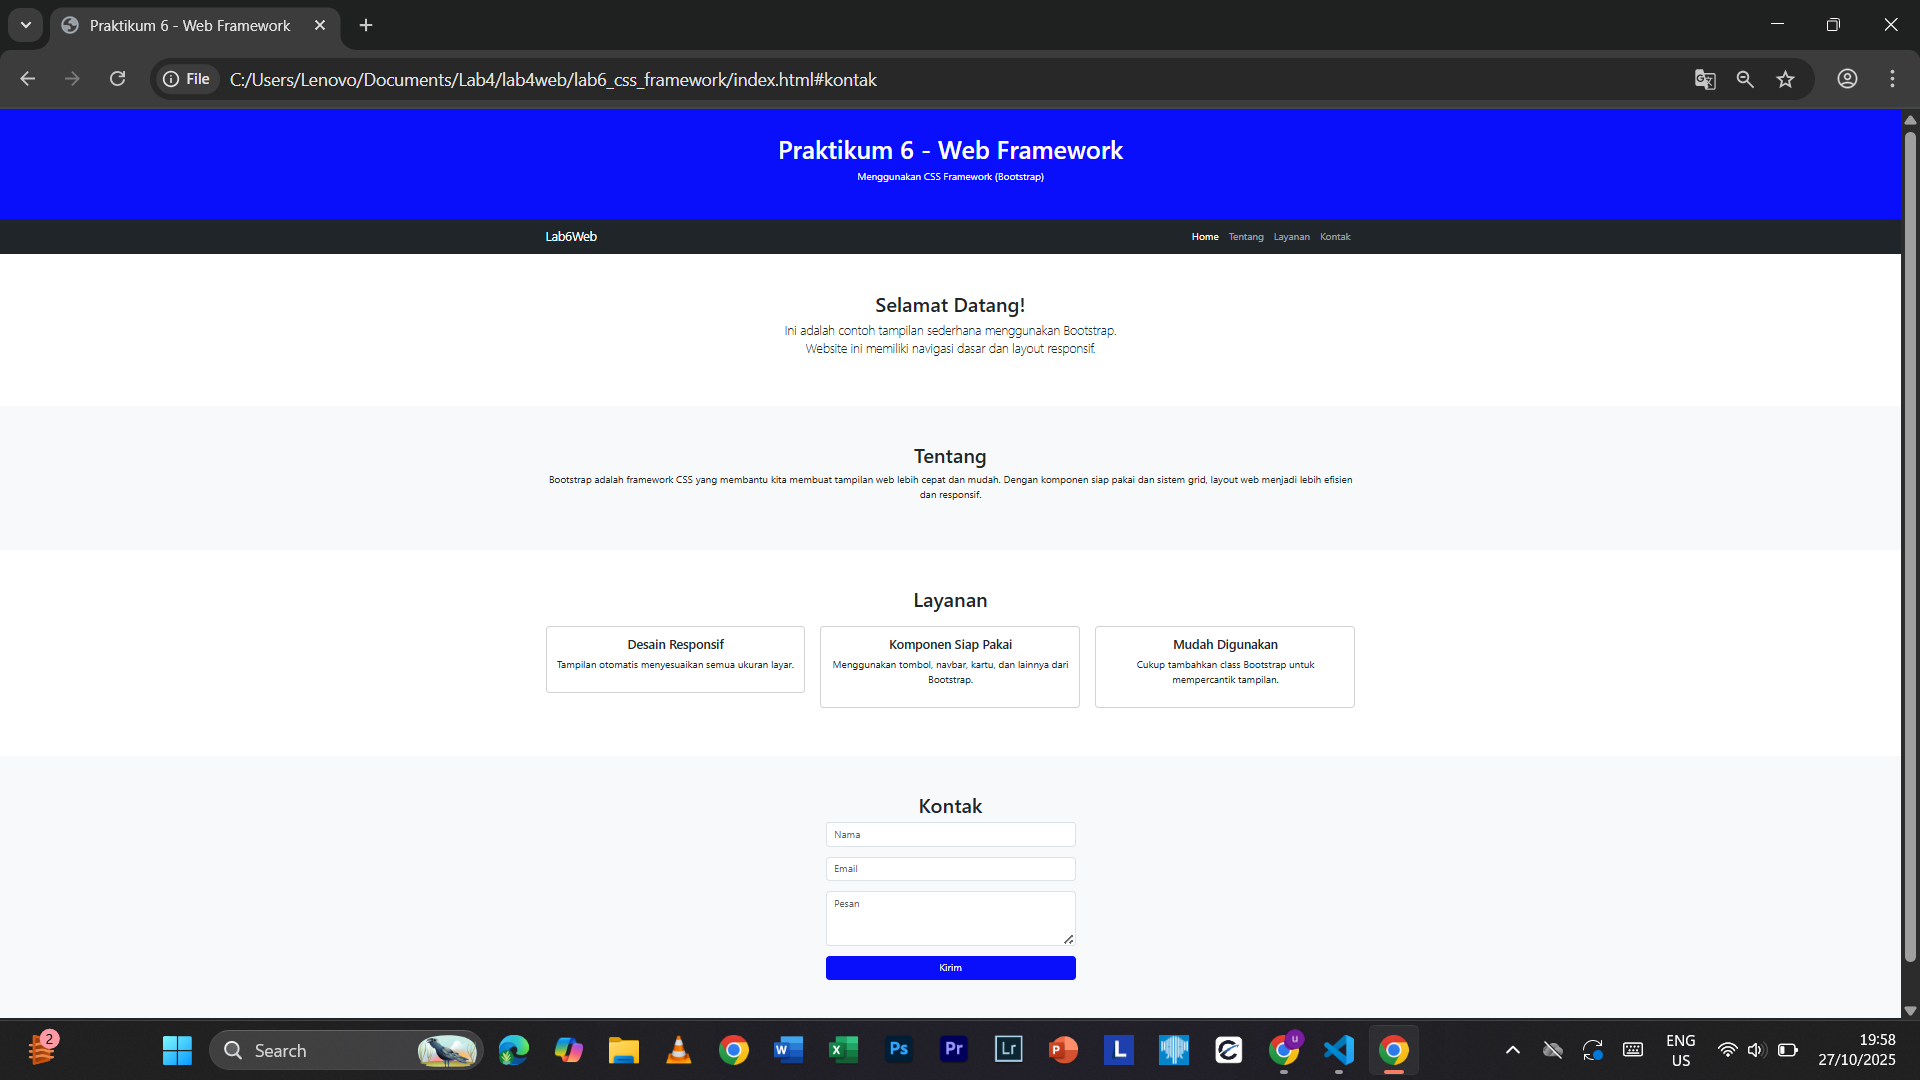 Praktikum 6 - Web Framework
File
C:/Users/Lenovo/Documents/Lab4/lab4web/lab6_css_framework/index.html#kontak
Praktikum 6 - Web Framework
Menggunakan CSS Framework (Bootstrap)
Lab6Web
Home Tentang Layanan Kontak
Selamat Datang!
Ini adalah contoh tampilan sederhana menggunakan Bootstrap.
Website ini memiliki navigasi dasar dan layout responsif.
Tentang
Bootstrap adalah framework CSS yang membantu kita membuat tampilan web lebih cepat dan mudah. Dengan komponen siap pakai dan sistem grid, layout web menjadi lebih efisien
dan responsif.
Layanan
Desain Responsif
Tampilan otomatis menyesuaikan semua ukuran layar.
Komponen Siap Pakai
Menggunakan tombol, navbar, kartu, dan lainnya dari
Bootstrap.
Mudah Digunakan
Cukup tambahkan class Bootstrap untuk
mempercantik tampilan.
Kontak
Nama
Email
Pesan
Kirim
2
Search
W
X
Ps
Pr
Lr
P
L
u
ENG
US
19:58
27/10/2025